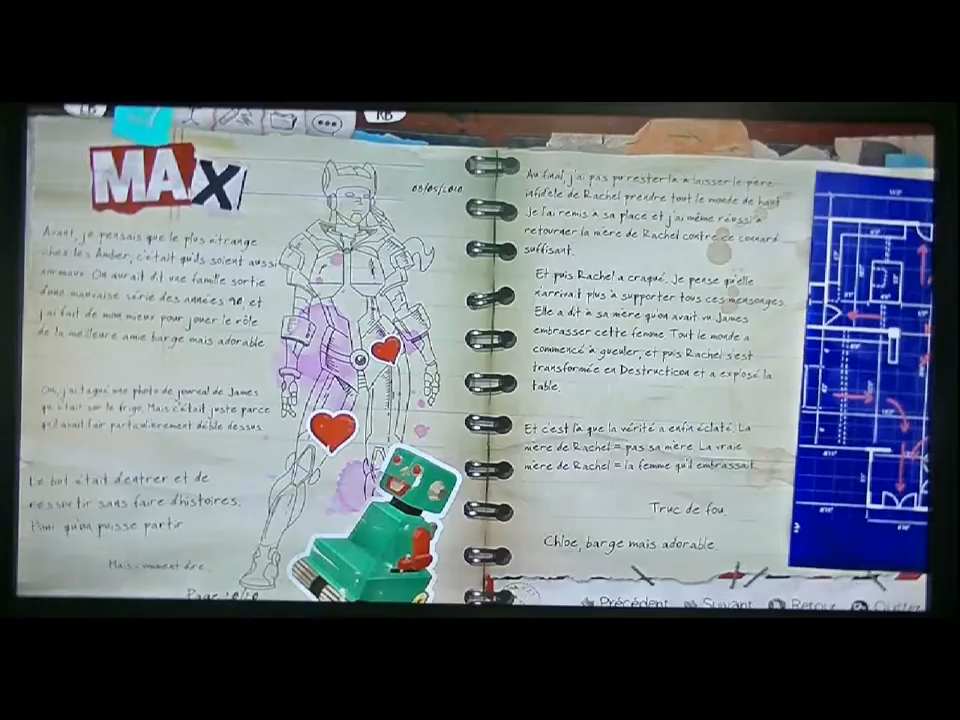 LB
RB
MAX
08/05/2010
Avant, je pensais que le plus étrange
chez les Amber, c'était qu'ils soient aussi
normaux. On aurait dit une famille sortie
d'une mauvaise série des années 90, et
j'ai fait de mon mieux pour jouer le rôle
de la meilleure amie barge mais adorable
OK, j'ai tagué une photo de journal de James
qui était sur le frigo. Mais c'était juste parce
qu'il avait l'air particulièrement débile dessus.
Le but était d'entrer et de
ressortir sans faire d'histoires.
Pour qu'on puisse partir
Mais comment dire...
Page
Au final, j'ai pas pu rester là à laisser le père
infidèle de Rachel prendre tout le monde de haut
Je l'ai remis à sa place et j'ai même réussi à
retourner la mère de Rachel contre ce connard
suffisant.
Et puis Rachel a craqué. Je pense qu'elle
n'arrivait plus à supporter tous ces mensonges.
Elle a dit à sa mère qu'on avait vu James
embrasser cette femme. Tout le monde a
commencé à gueuler, et puis Rachel s'est
transformée en Destructicon et a explosé la
table.
Et c'est là que la vérité a enfin éclaté. La
mère de Rachel = pas sa mère. La vraie
mère de Rachel = la femme qu'il embrassait.
Truc de fou.
Chloe, barge mais adorable.
Précédent
Suivant
Retour
Quitter